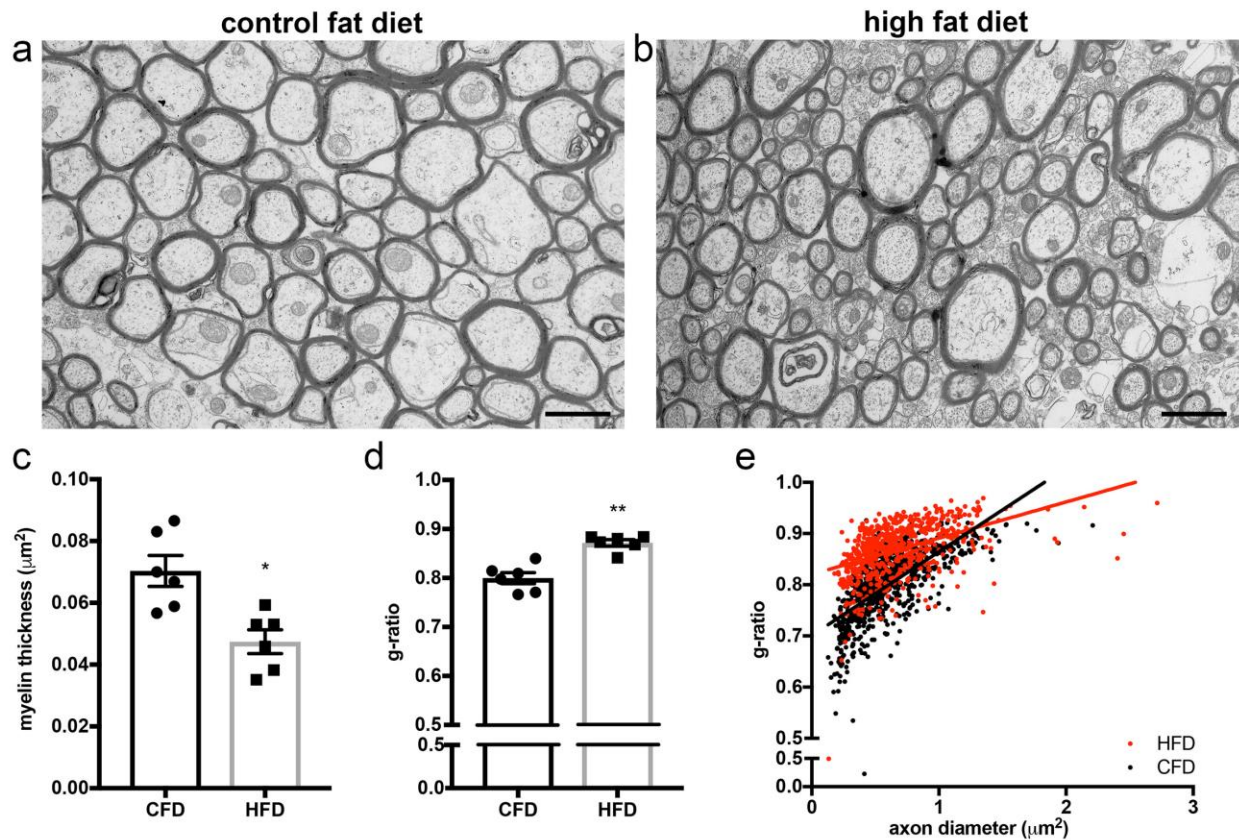 control fat diet
high fat diet
a
b
c
d
e
myelin thickness (μm²)
0.10
0.08
0.06
0.04
0.02
0.00
*
CFD
HFD
g-ratio
1.0
0.9
0.8
0.7
0.6
0.5
0.5
0.0
**
CFD
HFD
g-ratio
1.0
0.9
0.8
0.7
0.6
0.5
0.5
0.0
HFD
CFD
0
1
2
3
axon diameter (μm²)